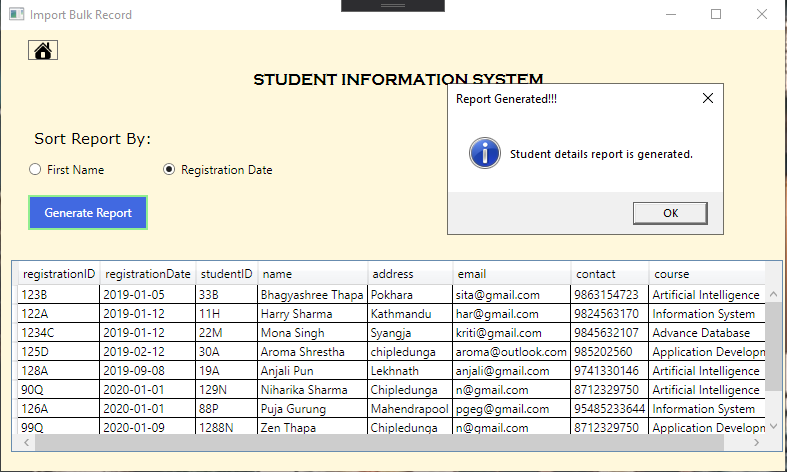 Import Bulk Record
STUDENT INFORMATION SYSTEM
Report Generated!!!
Student details report is generated.
OK
Sort Report By:
First Name Registration Date
Generate Report
registrationID registrationDate studentID name address email contact course
123B 2019-01-05 33B Bhagyashree Thapa Pokhara sita@gmail.com 9863154723 Artificial Intelligence
122A 2019-01-12 11H Harry Sharma Kathmandu har@gmail.com 9824563170 Information System
1234C 2019-01-12 22M Mona Singh Syangja kriti@gmail.com 9845632107 Advance Database
125D 2019-02-12 30A Aroma Shrestha chipledunga aroma@outlook.com 985202560 Application Developm
128A 2019-09-08 19A Anjali Pun Lekhnath anjali@gmail.com 9741330146 Artificial Intelligence
90Q 2020-01-01 129N Niharika Sharma Chipledunga n@gmail.com 8712329750 Artificial Intelligence
126A 2020-01-01 88P Puja Gurung Mahendrapool pgeg@gmail.com 95485233644 Information System
99Q 2020-01-09 1288N Zen Thapa Chipledunga n@gmail.com 8712329750 Application Developm